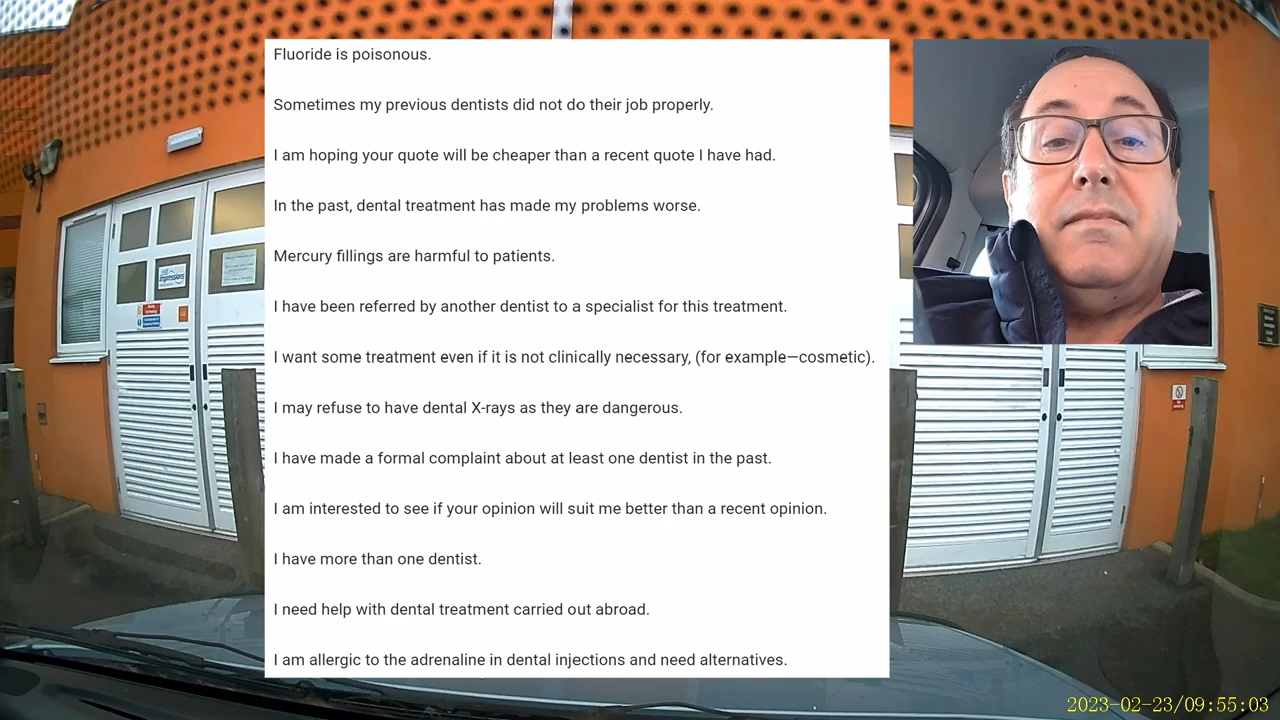 Fluoride is poisonous.
Sometimes my previous dentists did not do their job properly.
I am hoping your quote will be cheaper than a recent quote I have had.
In the past, dental treatment has made my problems worse.
Mercury fillings are harmful to patients.
I have been referred by another dentist to a specialist for this treatment.
I want some treatment even if it is not clinically necessary, (for example—cosmetic).
I may refuse to have dental X-rays as they are dangerous.
I have made a formal complaint about at least one dentist in the past.
I am interested to see if your opinion will suit me better than a recent opinion.
I have more than one dentist.
I need help with dental treatment carried out abroad.
I am allergic to the adrenaline in dental injections and need alternatives.
2023-02-23/09:55:03